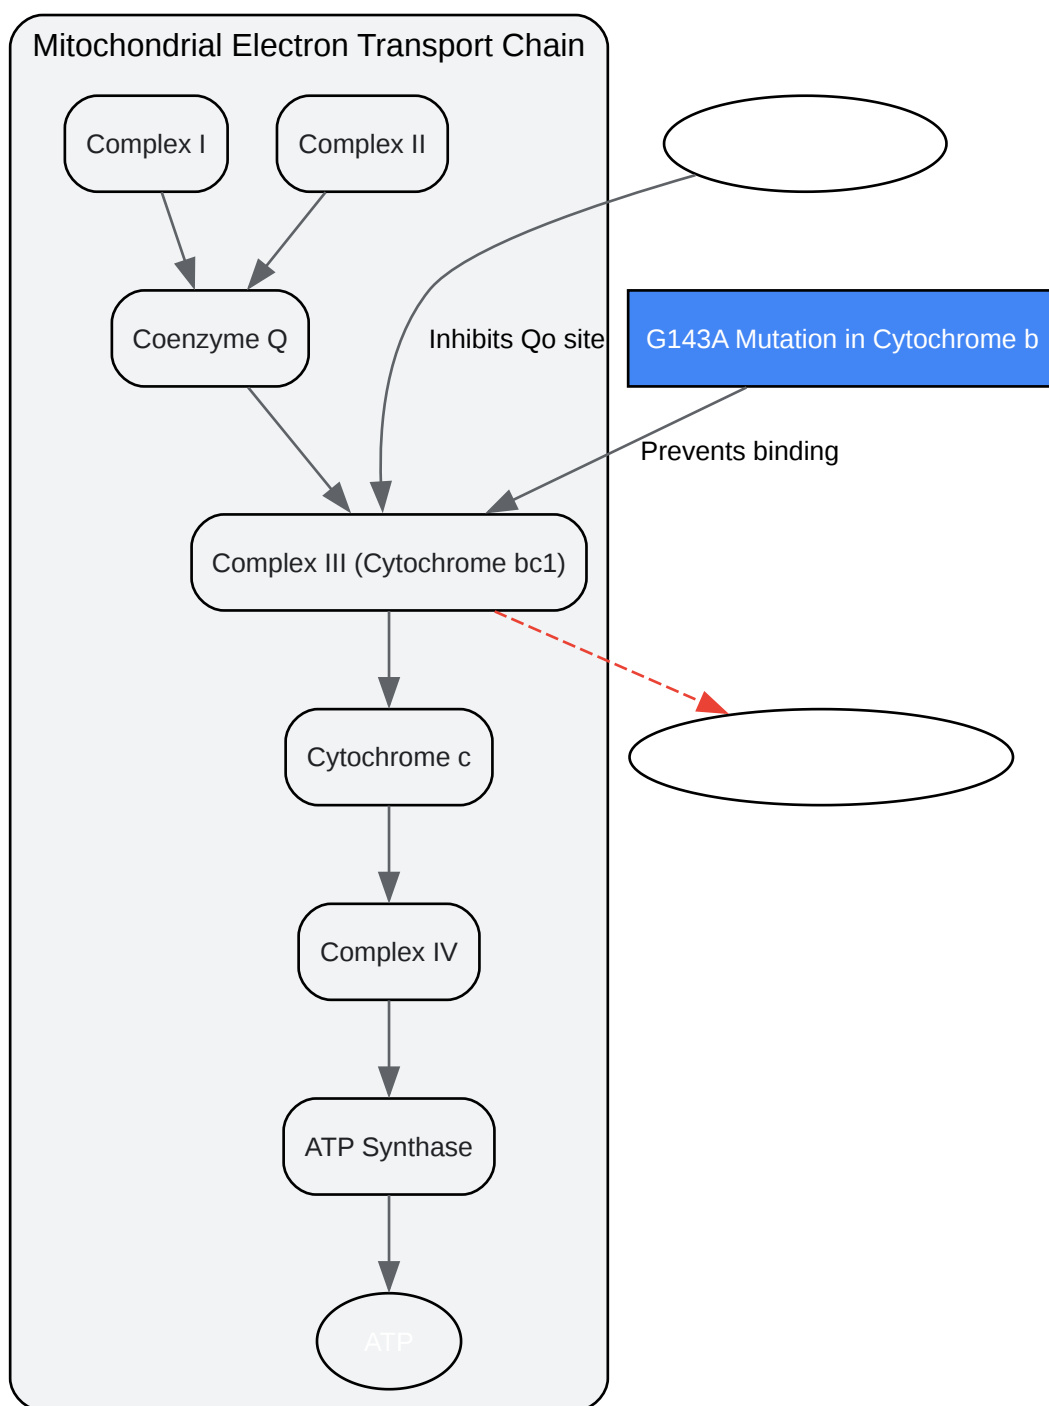 Mitochondrial Electron Transport Chain
Complex I
Complex II
Coenzyme Q
Inhibits Qo site
G143A Mutation in Cytochrome b
Prevents binding
Complex III (Cytochrome bc1)
Cytochrome c
Complex IV
ATP Synthase
ATP